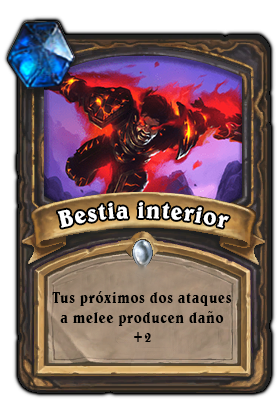 Bestia interior
Tus próximos dos ataques
a melee producen daño
+2